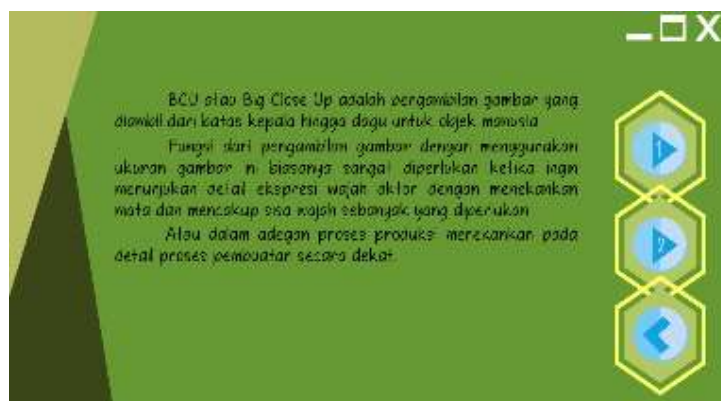 BCU atau Big Close Up adalah pengambilan gambar yang
diambil dari batas kepala hingga dagu untuk objek manusia
Fungsi dari pengambilan gambar dengan menggunakan
ukuran gambar ini biasanya sangat diperlukan ketika ingin
menunjukan detail ekspresi wajah aktor dengan menekankan
mata dan mencakup sisa wajah sebanyak yang diperlukan
Atau dalam adegan proses produksi menekankan pada
detail proses pembuatan secara dekat.
1
2